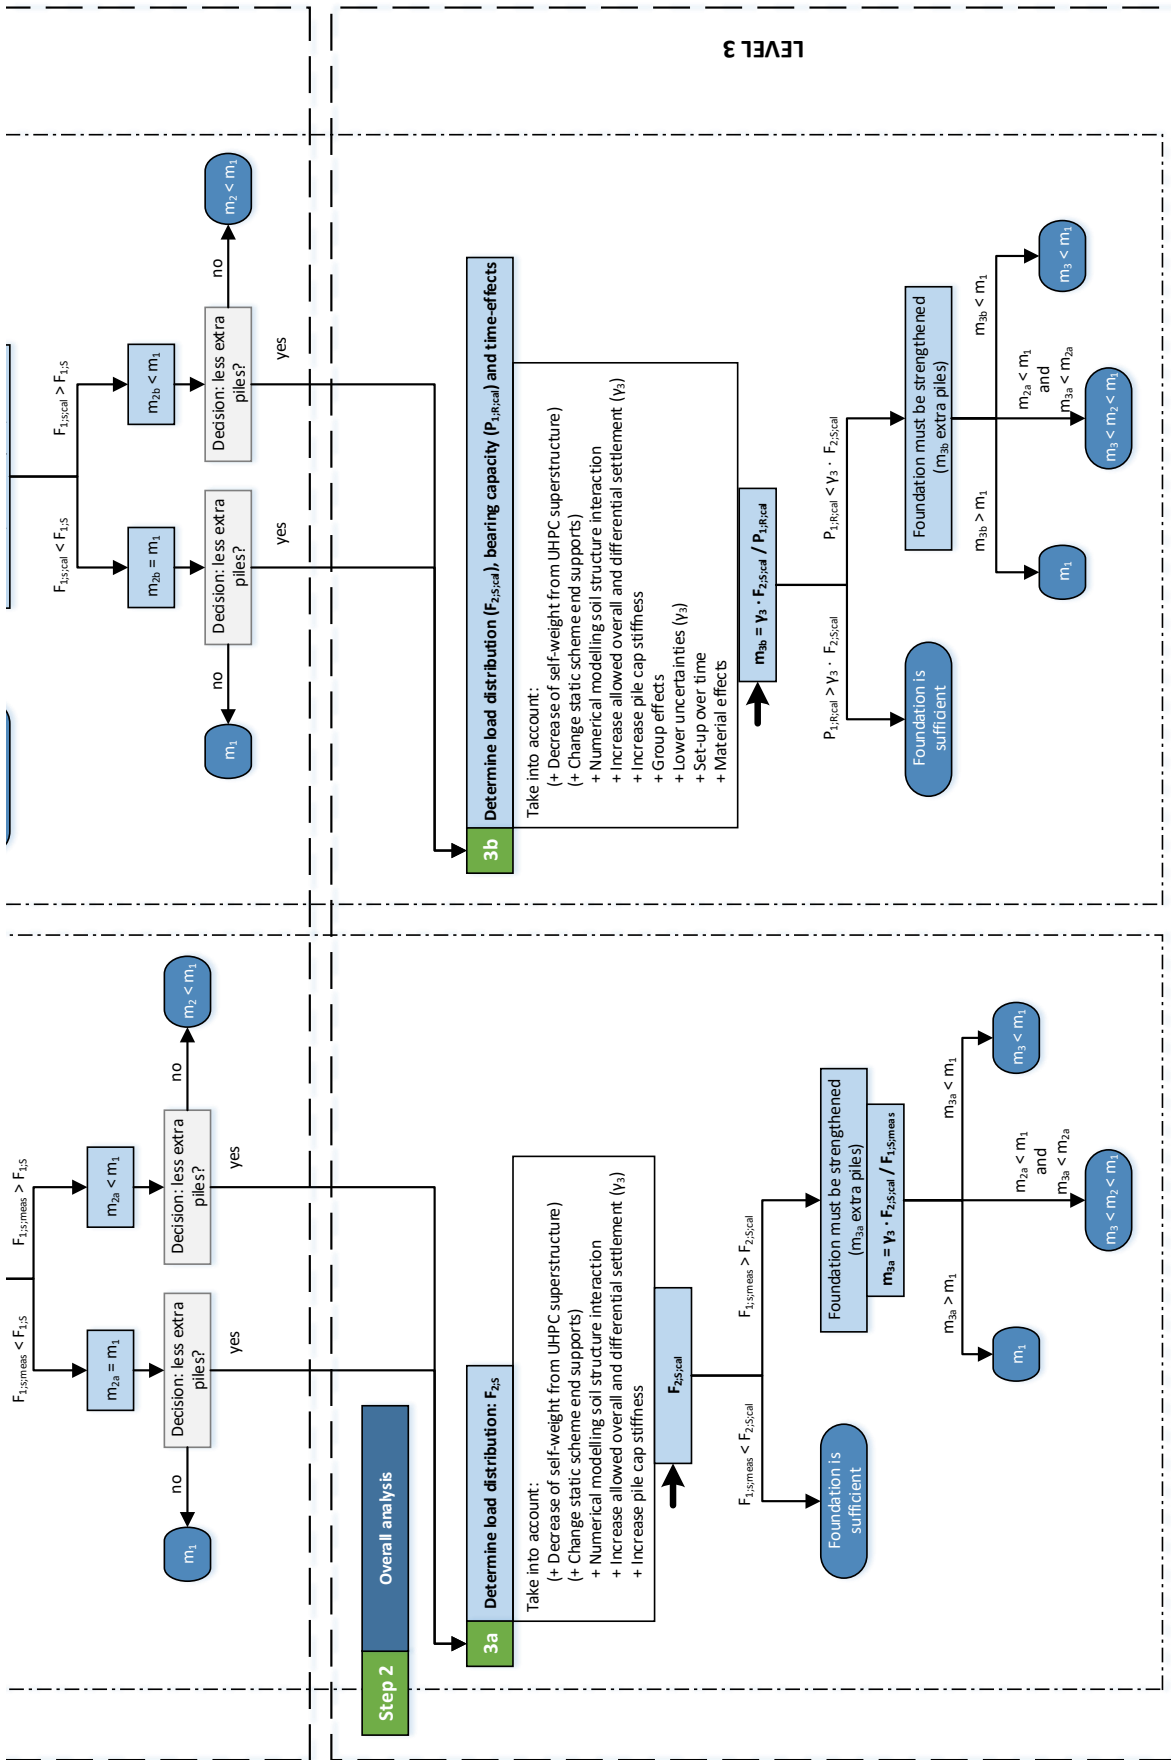 F1;s;meas < F1;S
F1;s;meas > F1;S
m2a = m1
m2a < m1
Decision: less extra
piles?
Decision: less extra
piles?
no
m1
yes
yes
no
m2 < m1
F1;s;cal < F1;S
F1;s;cal > F1;S
m2b = m1
m2b < m1
Decision: less extra
piles?
Decision: less extra
piles?
no
m1
yes
yes
no
m2 < m1
LEVEL 3
Step 2
Overall analysis
3a
Determine load distribution: F2;S
Take into account:
(+ Decrease of self-weight from UHPC superstructure)
(+ Change static scheme end supports)
+ Numerical modelling soil structure interaction
+ Increase allowed overall and differential settlement (γ3)
+ Increase pile cap stiffness
F2;S;cal
F1;s;meas < F2;S;cal
F1;s;meas > F2;S;cal
Foundation is
sufficient
Foundation must be strengthened
(m3a extra piles)
m3a = γ3 · F2;S;cal / F1;S;meas
m3a > m1
m2a < m1
and
m3a < m2a
m3a < m1
m1
m3 < m2 < m1
m3 < m1
3b
Determine load distribution (F2;S;cal), bearing capacity (P1;R;cal) and time-effects
Take into account:
(+ Decrease of self-weight from UHPC superstructure)
(+ Change static scheme end supports)
+ Numerical modelling soil structure interaction
+ Increase allowed overall and differential settlement (γ3)
+ Increase pile cap stiffness
+ Group effects
+ Lower uncertainties (γ3)
+ Set-up over time
+ Material effects
m3b = γ3 · F2;S;cal / P1;R;cal
P1;R;cal > γ3 · F2;S;cal
P1;R;cal < γ3 · F2;S;cal
Foundation is
sufficient
Foundation must be strengthened
(m3b extra piles)
m3b > m1
m2a < m1
and
m3a < m2a
m3b < m1
m1
m3 < m2 < m1
m3 < m1